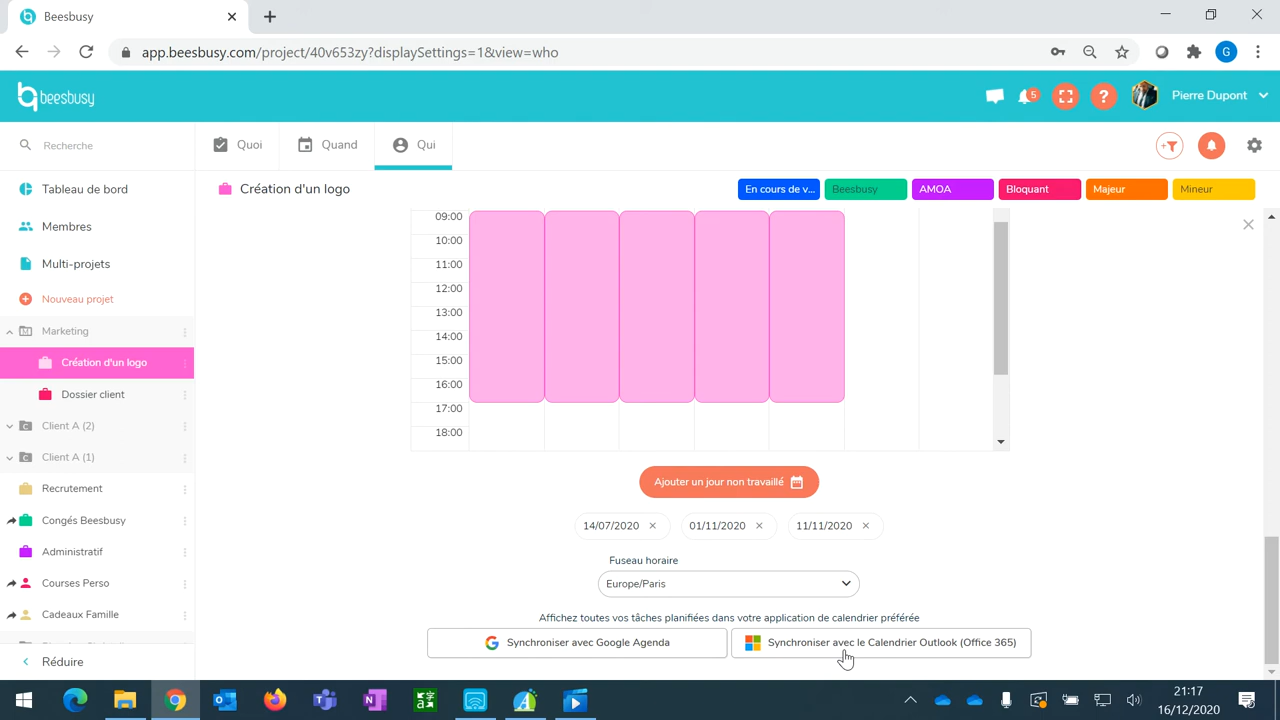 Beesbusy
app.beesbusy.com/project/40v653zy?displaySettings=1&view=who
G
beesbusy
5
?
Pierre Dupont
Recherche
Quoi
Quand
Qui
Tableau de bord
Membres
Multi-projets
Nouveau projet
Marketing
Création d'un logo
Dossier client
Client A (2)
Client A (1)
Recrutement
Congés Beesbusy
Administratif
Courses Perso
Cadeaux Famille
Réduire
Création d'un logo
En cours de v...
Beesbusy
AMOA
Bloquant
Majeur
Mineur
09:00
10:00
11:00
12:00
13:00
14:00
15:00
16:00
17:00
18:00
Ajouter un jour non travaillé
14/07/2020
01/11/2020
11/11/2020
Fuseau horaire
Europe/Paris
Affichez toutes vos tâches planifiées dans votre application de calendrier préférée
Synchroniser avec Google Agenda
Synchroniser avec le Calendrier Outlook (Office 365)
21:17
16/12/2020